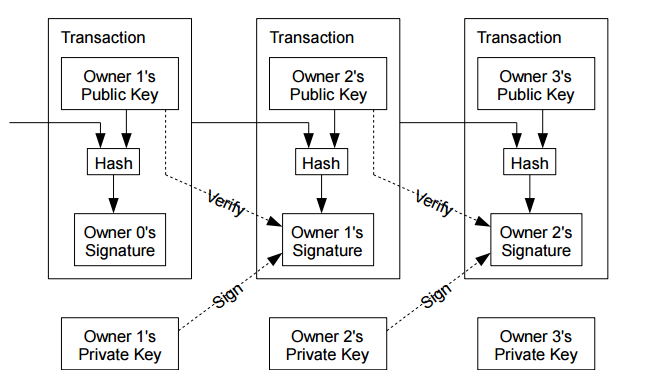 Transaction
Transaction
Transaction
Owner 1's
Public Key
Owner 2's
Public Key
Owner 3's
Public Key
Hash
Hash
Hash
Verify
Verify
Owner 0's
Signature
Owner 1's
Signature
Owner 2's
Signature
Sign
Sign
Owner 1's
Private Key
Owner 2's
Private Key
Owner 3's
Private Key